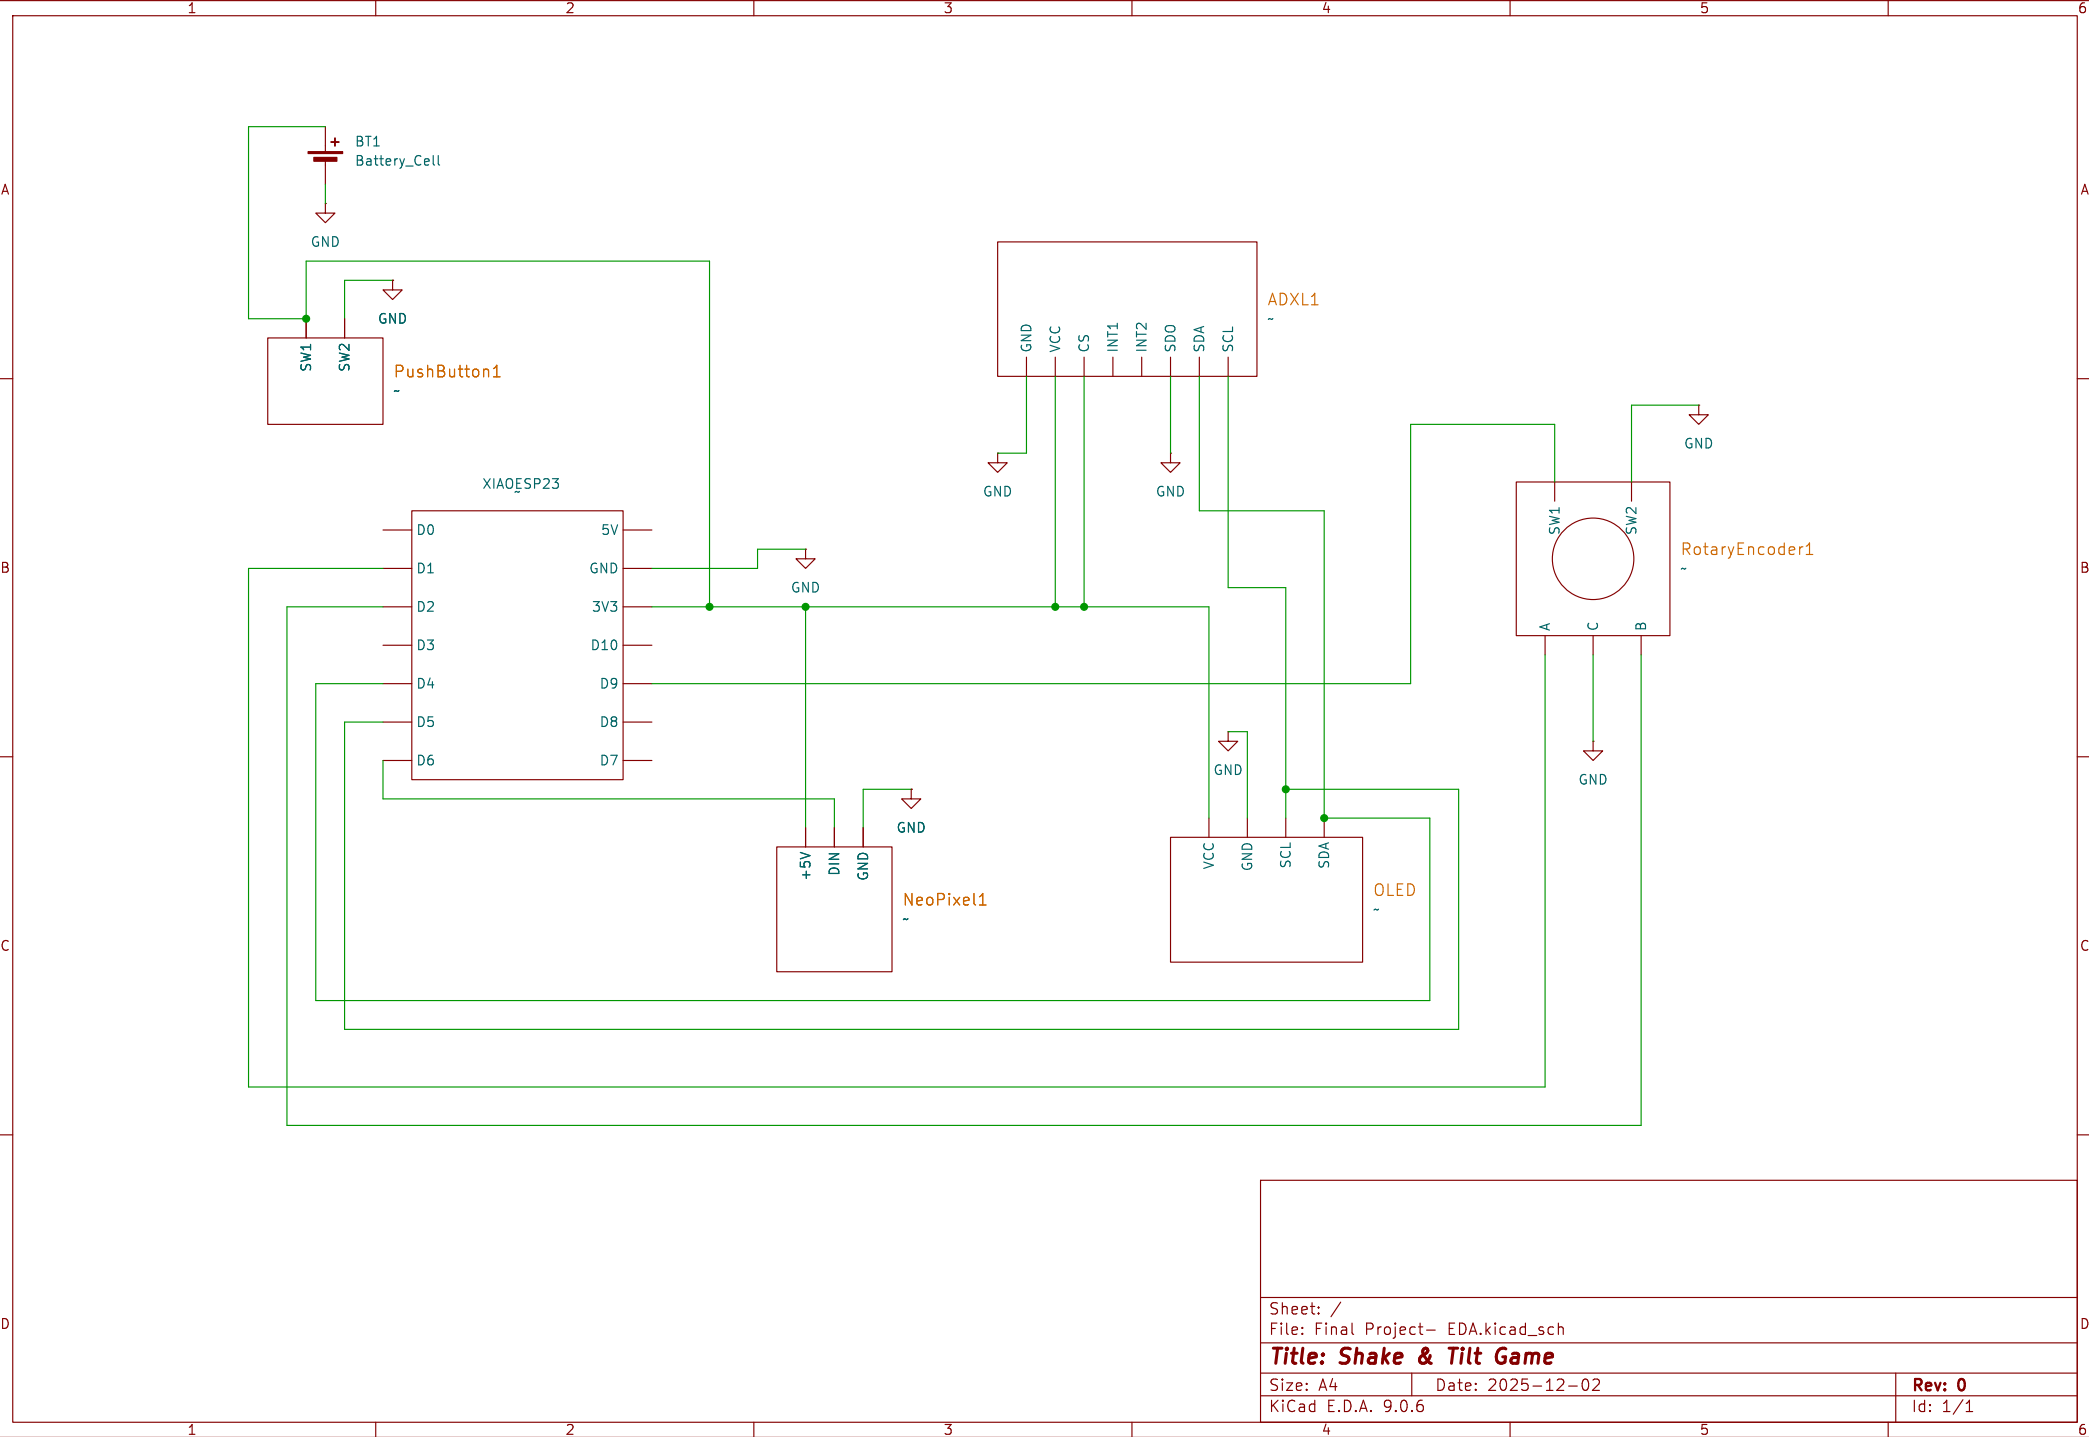 1 2 3 4 5 6
A A
B B
C C
D D
+ BT1
Battery_Cell
GND
GND
SW1 SW2
PushButton1
~
XIAOESP23
~
D0 5V
D1 GND
D2 3V3
D3 D10
D4 D9
D5 D8
D6 D7
GND
GND VCC CS INT1 INT2 SDO SDA SCL
ADXL1
~
GND
GND
GND
SW1 SW2
RotaryEncoder1
~
A C B
GND
GND
VCC GND SCL SDA
OLED
~
GND
+5V DIN GND
NeoPixel1
~
Sheet: /
File: Final Project- EDA.kicad_sch
Title: Shake & Tilt Game
Size: A4 Date: 2025-12-02 Rev: 0
KiCad E.D.A. 9.0.6 Id: 1/1
1 2 3 4 5 6